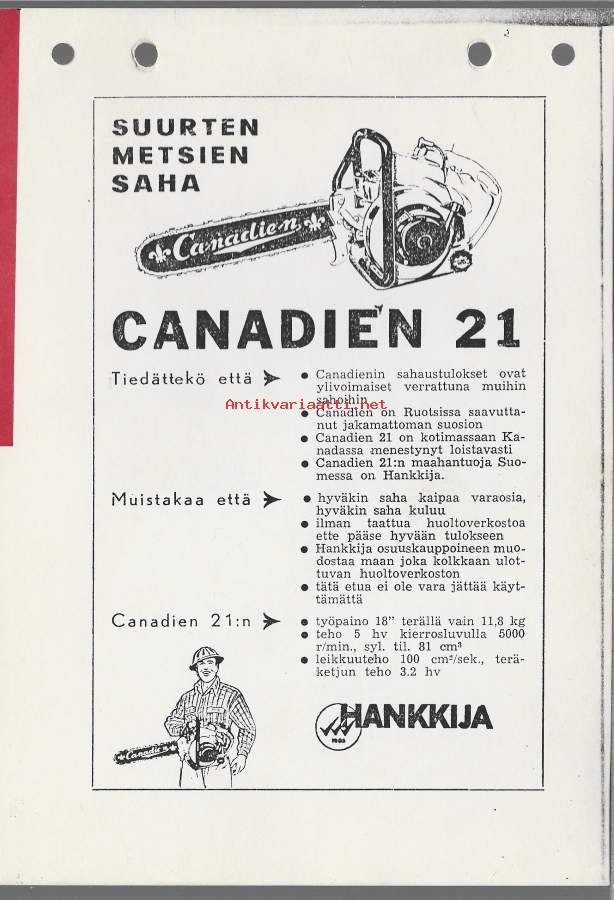 SUURTEN
METSIEN
SAHA
Canadien
CANADIEN 21
Tiedättekö että
• Canadienin sahaustulokset ovat
ylivoimaiset verrattuna muihin
sahoihin
Antikvariaatti.net
• Canadien on Ruotsissa saavutta-
nut jakamattoman suosion
• Canadien 21 on kotimassaan Ka-
nadassa menestynyt loistavasti
• Canadien 21:n maahantuoja Suo-
messa on Hankkija.
Muistakaa että
• hyväkin saha kaipaa varaosia,
hyväkin saha kuluu
• ilman taattua huoltoverkostoa
ette pääse hyvään tulokseen
• Hankkija osuuskauppoineen muo-
dostaa maan joka kolkkaan ulot-
tuvan huoltoverkoston
• tätä etua ei ole vara jättää käyt-
tämättä
Canadien 21:n
• työpaino 18" terällä vain 11,8 kg
• teho 5 hv kierrosluvulla 5000
r/min., syl. til. 81 cm³
• leikkuuteho 100 cm²/sek., terä-
ketjun teho 3.2 hv
Canadien
HANKKIJA
1905